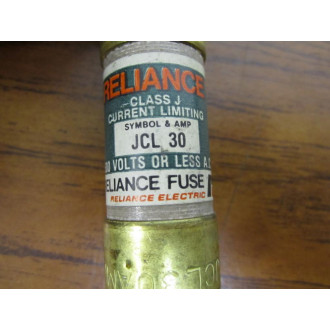 RELIANCE
CLASS J
CURRENT LIMITING
SYMBOL & AMP
JCL 30
VOLTS OR LESS A.C
RELIANCE FUSE
RELIANCE ELECTRIC